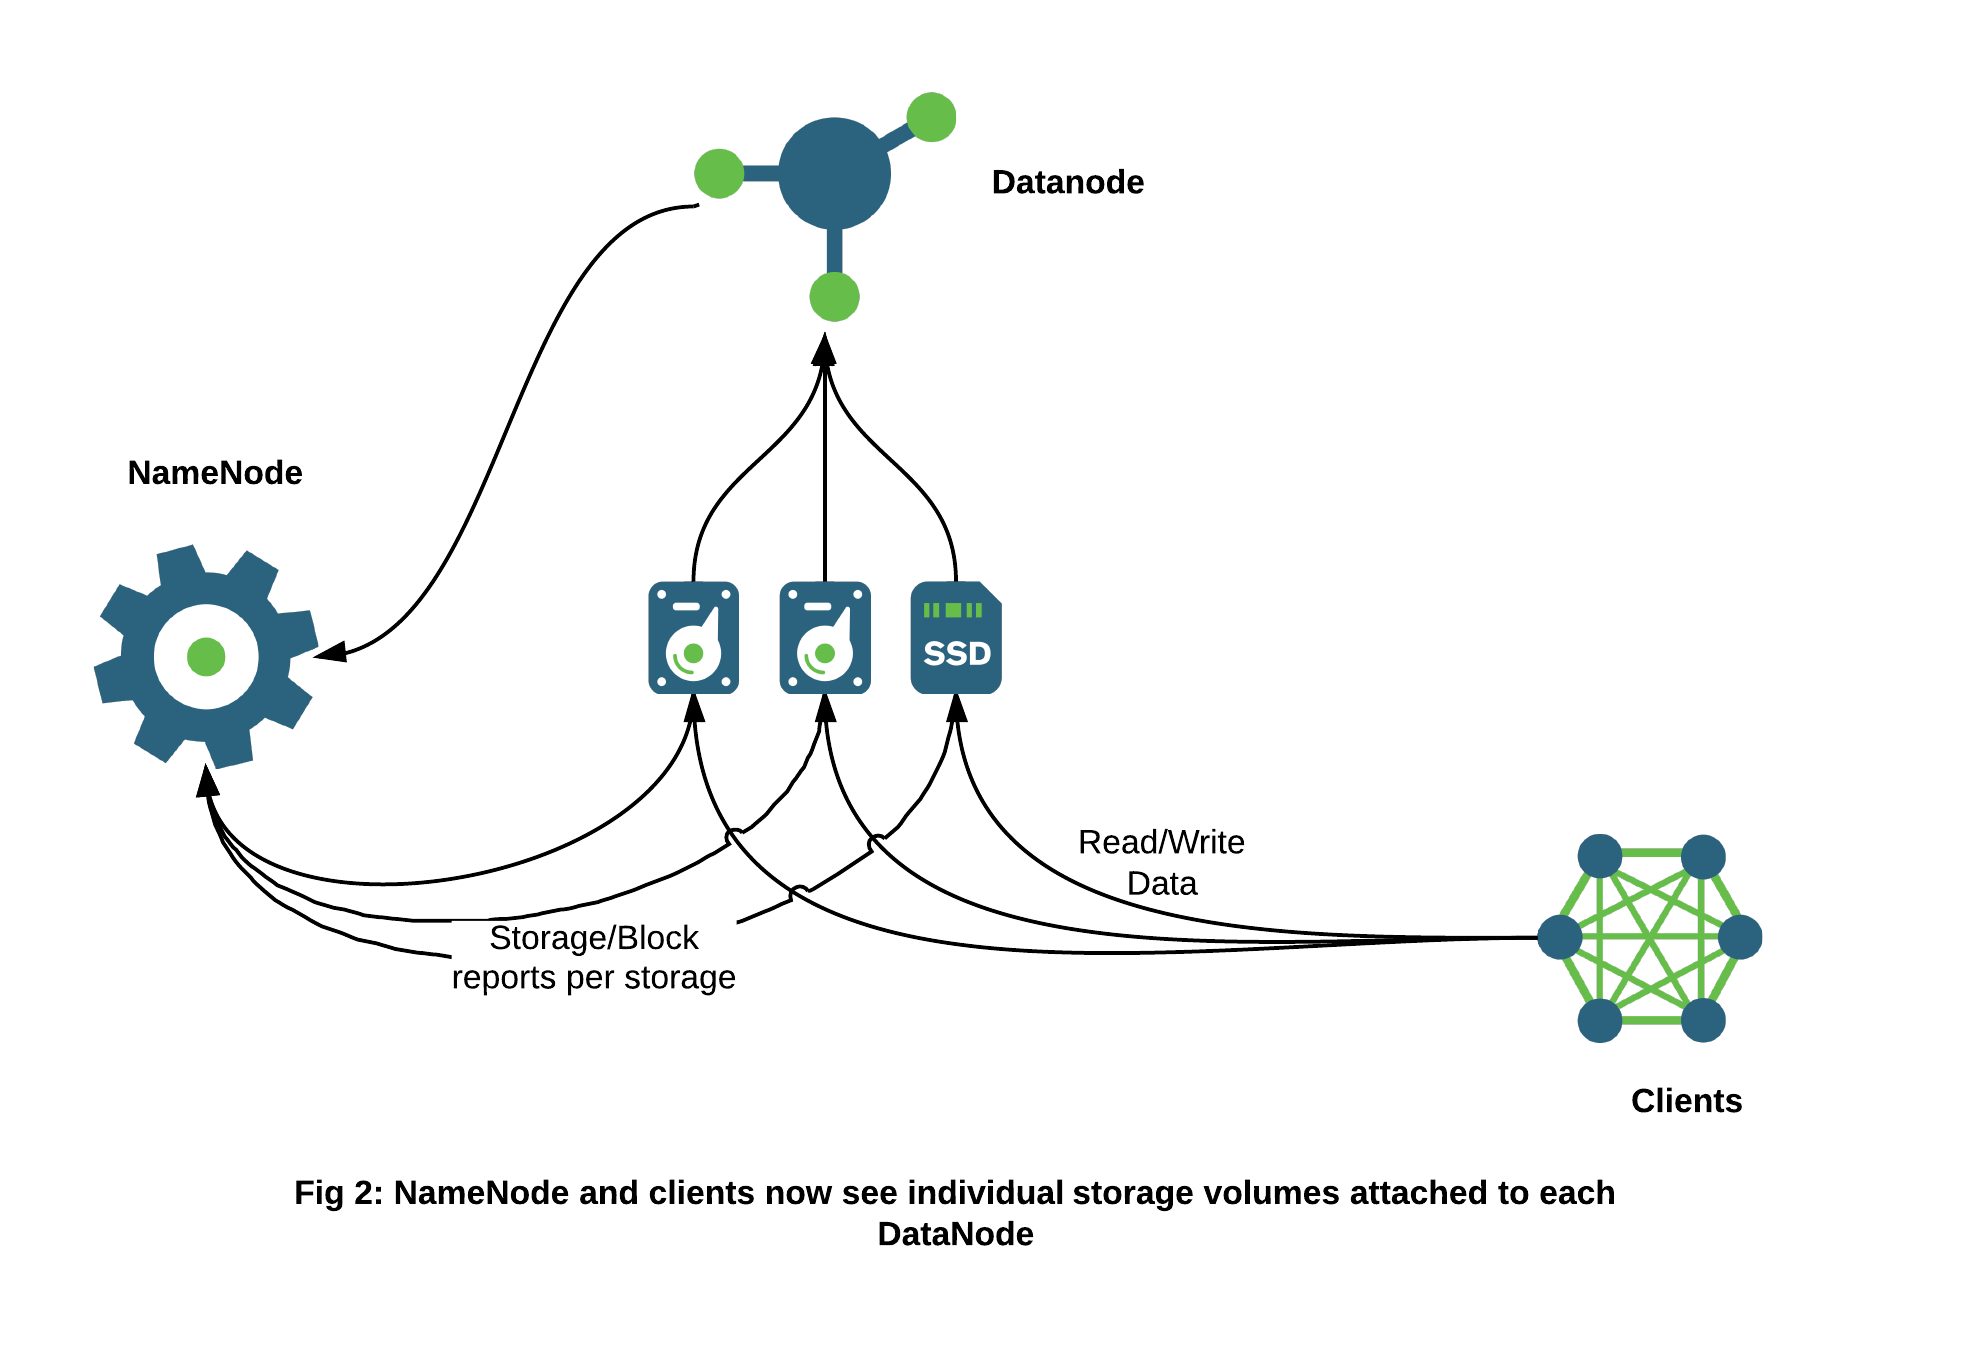 Datanode
NameNode
SSD
Read/Write
Data
Storage/Block
reports per storage
Clients
Fig 2: NameNode and clients now see individual storage volumes attached to each
DataNode